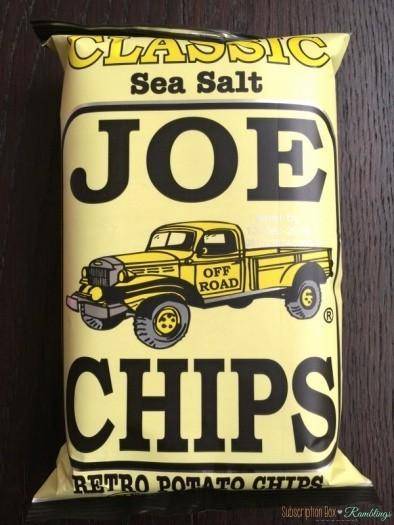 CLASSIC
Sea Salt
JOE
OFF
ROAD
®
CHIPS
RETRO POTATO CHIPS
Subscription Box ♥ Ramblings